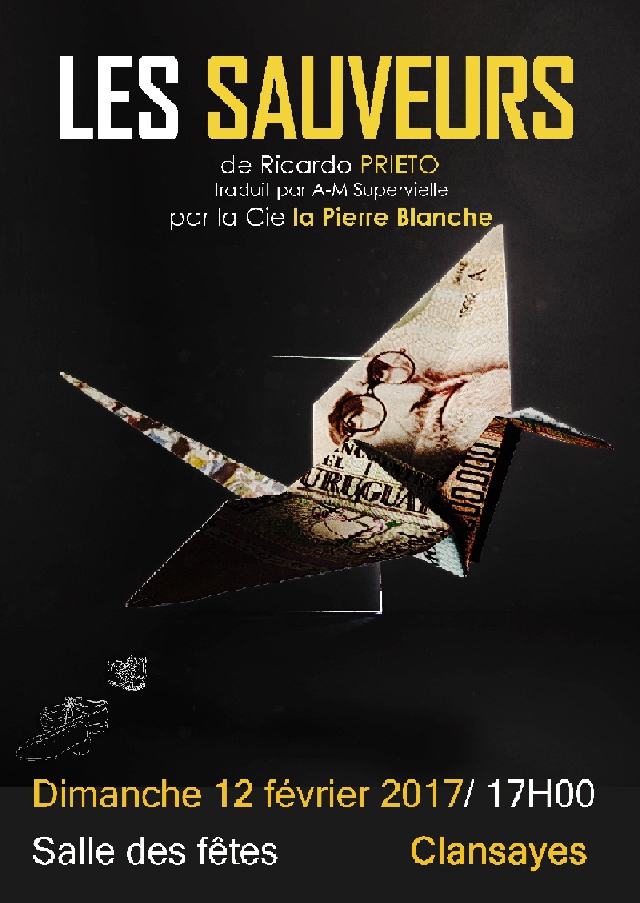 LES SAUVEURS
de Ricardo PRIETO
traduit par A-M Supervielle
par la Cie la Pierre Blanche
EL
URUGUAY
Dimanche 12 février 2017/ 17H00
Salle des fêtes Clansayes